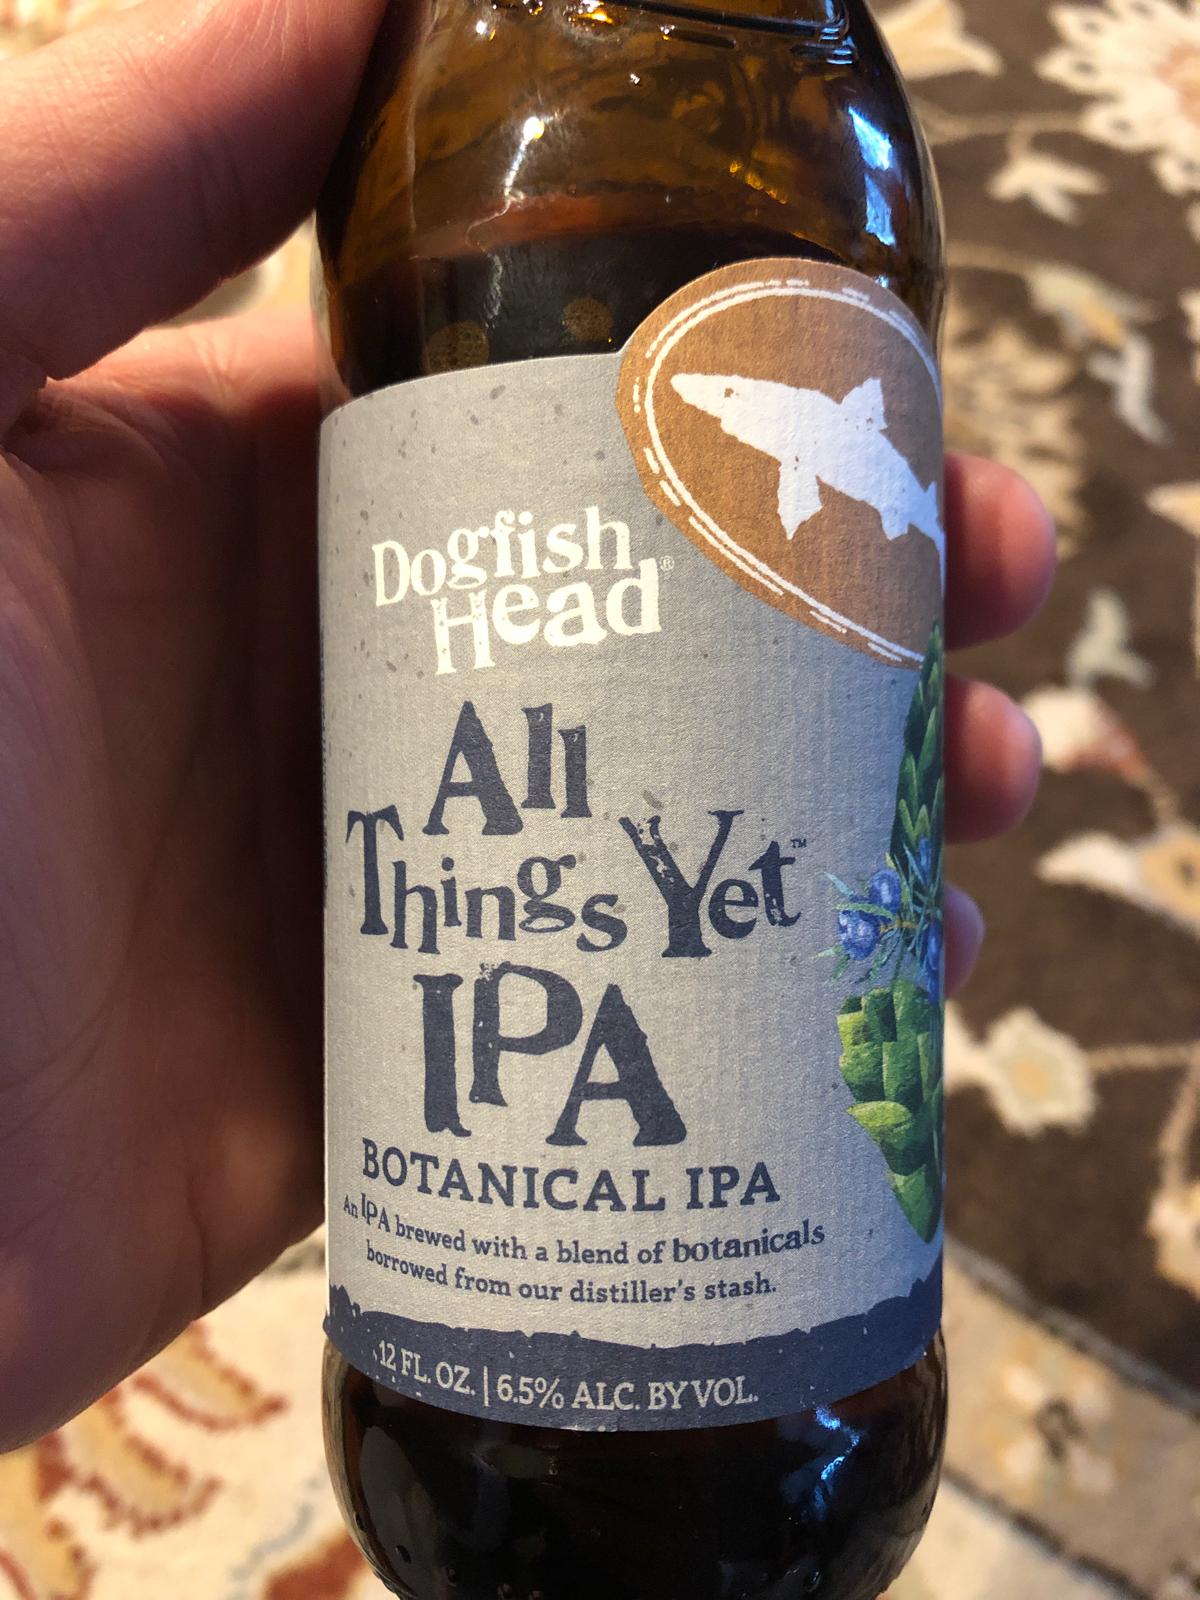 Dogfish
Head®
All
Things Yet™
IPA
BOTANICAL IPA
An IPA brewed with a blend of botanicals
borrowed from our distiller's stash.
12 FL. OZ. | 6.5% ALC. BY VOL.